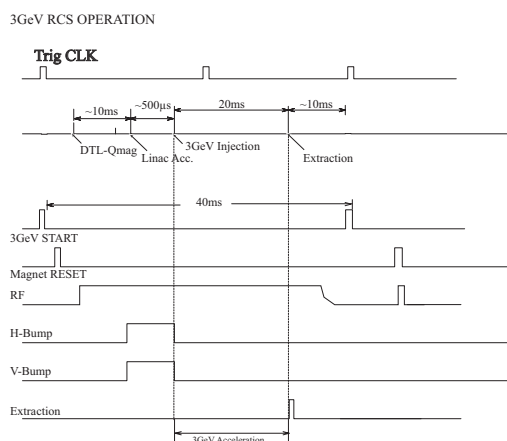 3GeV RCS OPERATION
Trig CLK
~10ms ~500μs 20ms ~10ms
DTL-Qmag Linac Acc. 3GeV Injection Extraction
40ms
3GeV START
Magnet RESET
RF
H-Bump
V-Bump
Extraction
3GeV Acceleration